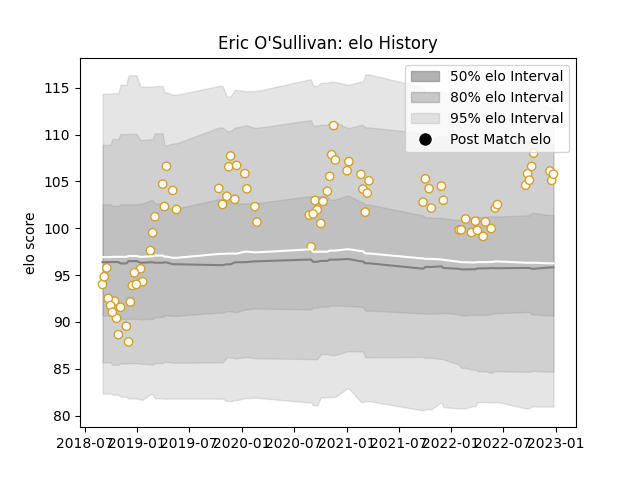 Eric O'Sullivan: elo History
50% elo Interval
80% elo Interval
95% elo Interval
Post Match elo
elo score
115
110
105
100
95
90
85
80
2018-07 2019-01 2019-07 2020-01 2020-07 2021-01 2021-07 2022-01 2022-07 2023-01